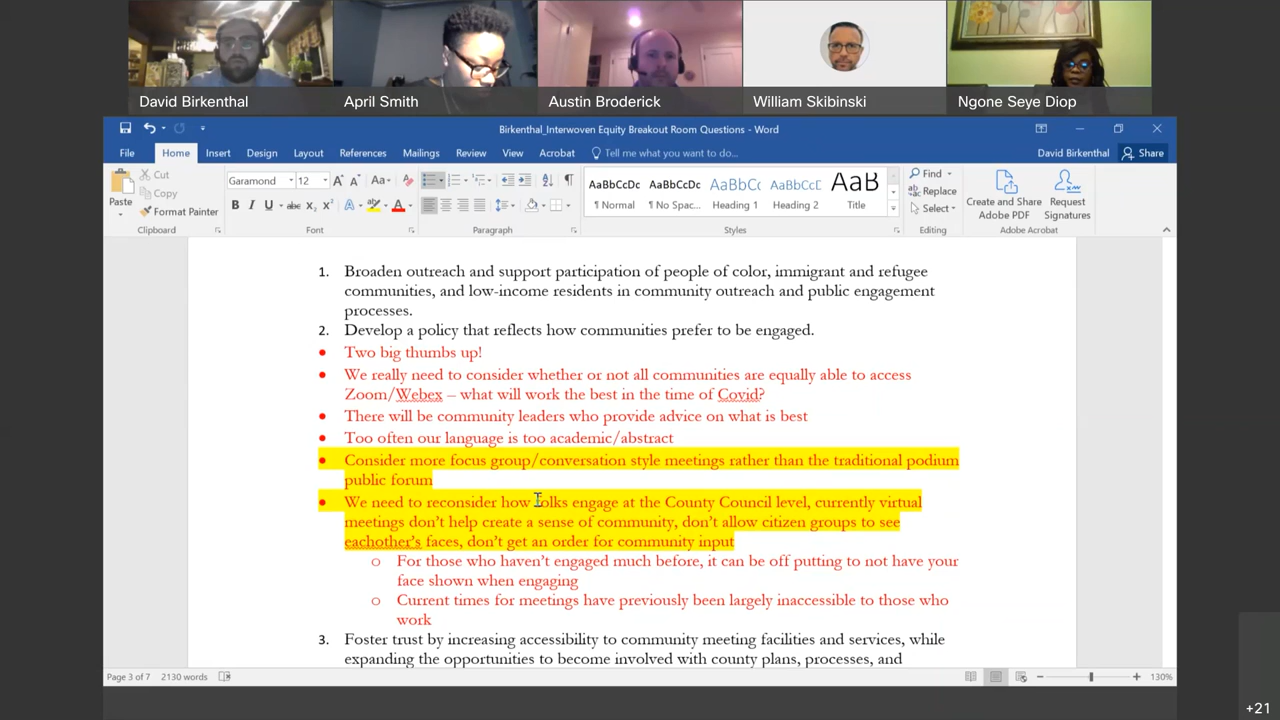 David Birkenthal
April Smith
Austin Broderick
William Skibinski
Ngone Seye Diop
Birkenthal_Interwoven Equity Breakout Room Questions - Word
File Home Insert Design Layout References Mailings Review View Acrobat Tell me what you want to do... David Birkenthal Share
Paste
Cut
Copy
Format Painter
Clipboard
Garamond 12
Font
Paragraph
AaBbCcDc AaBbCcDc AaBbCcDc AaBbCcDc AaB
¶ Normal ¶ No Spac... Heading 1 Heading 2 Title
Styles
Find
Replace
Select
Editing
Create and Share
Adobe PDF
Request
Signatures
Adobe Acrobat
1. Broaden outreach and support participation of people of color, immigrant and refugee
communities, and low-income residents in community outreach and public engagement
processes.
2. Develop a policy that reflects how communities prefer to be engaged.
• Two big thumbs up!
• We really need to consider whether or not all communities are equally able to access
Zoom/Webex – what will work the best in the time of Covid?
• There will be community leaders who provide advice on what is best
• Too often our language is too academic/abstract
• Consider more focus group/conversation style meetings rather than the traditional podium
public forum
• We need to reconsider how folks engage at the County Council level, currently virtual
meetings don’t help create a sense of community, don’t allow citizen groups to see
eachother’s faces, don’t get an order for community input
o For those who haven’t engaged much before, it can be off putting to not have your
face shown when engaging
o Current times for meetings have previously been largely inaccessible to those who
work
3. Foster trust by increasing accessibility to community meeting facilities and services, while
expanding the opportunities to become involved with county plans, processes, and
Page 3 of 7 2130 words
130%
+21